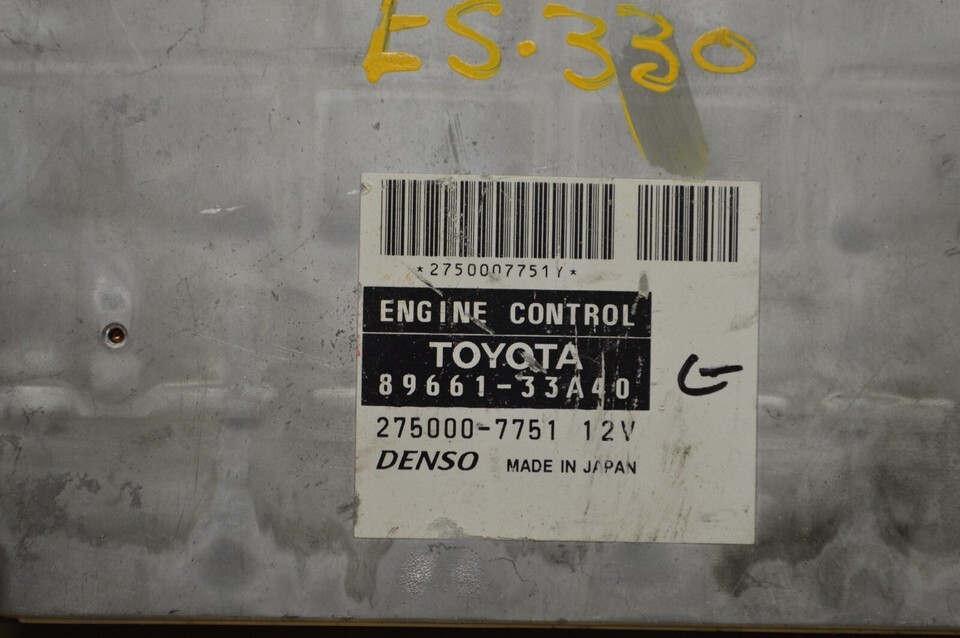 ES.330
*2750007751Y*
ENGINE CONTROL
TOYOTA
89661-33A40
275000-7751 12V
DENSO MADE IN JAPAN